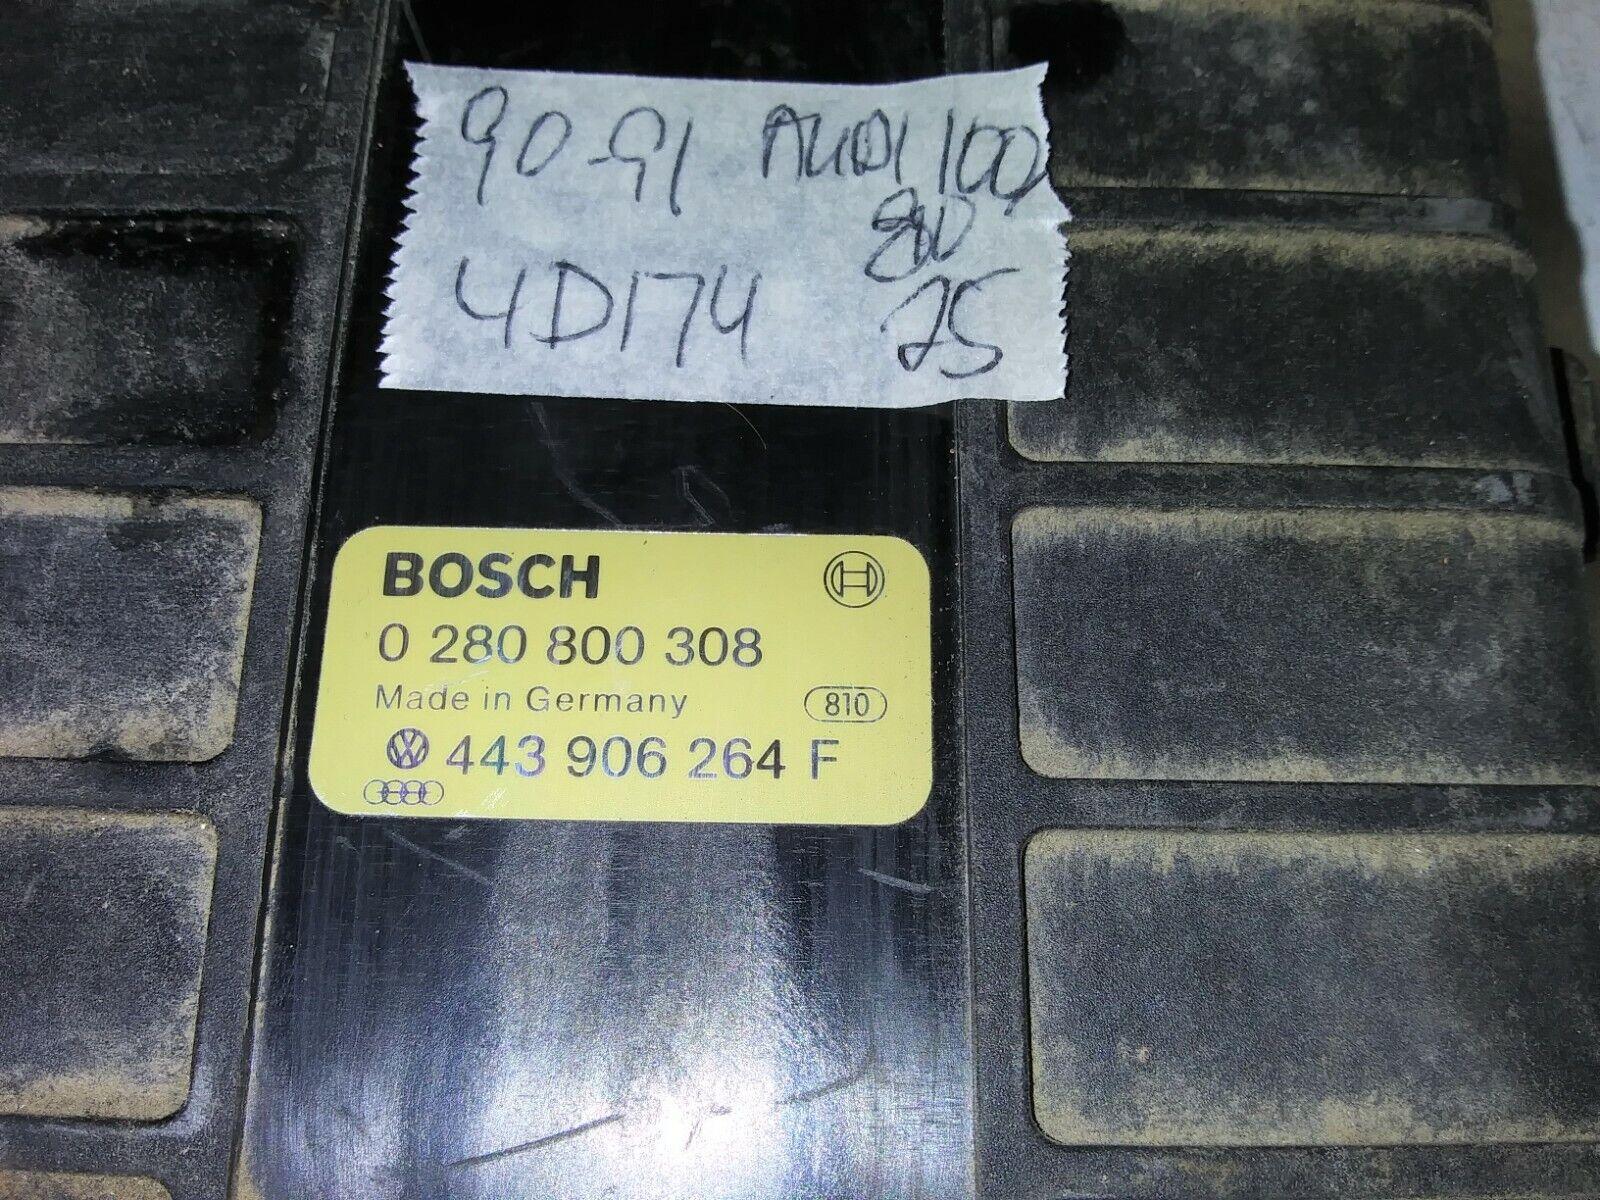 90-91 AUDI 100
80
4D174 25
BOSCH
0 280 800 308
Made in Germany 810
VW 443 906 264 F